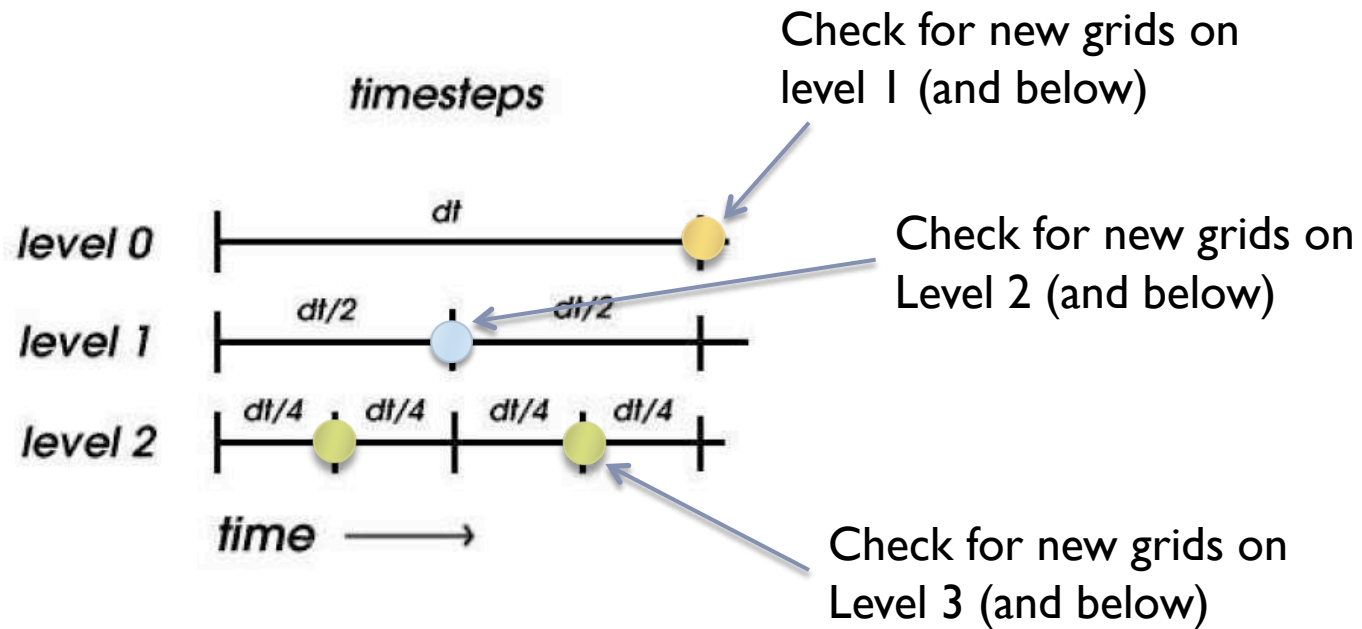 Check for new grids on
level 1 (and below)
timesteps
level 0
dt
Check for new grids on
Level 2 (and below)
level 1
dt/2
dt/2
level 2
dt/4
dt/4
dt/4
dt/4
time
Check for new grids on
Level 3 (and below)